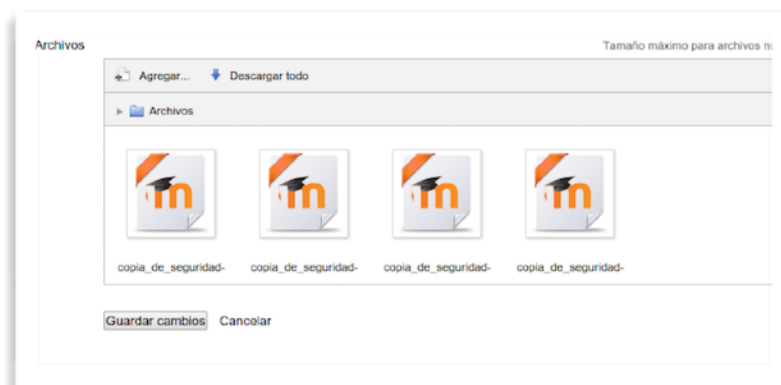 Archivos
Tamaño máximo para archivos
Agregar... Descargar todo
Archivos
m m m m
copia_de_seguridad- copia_de_seguridad- copia_de_seguridad- copia_de_seguridad-
Guardar cambios Cancelar